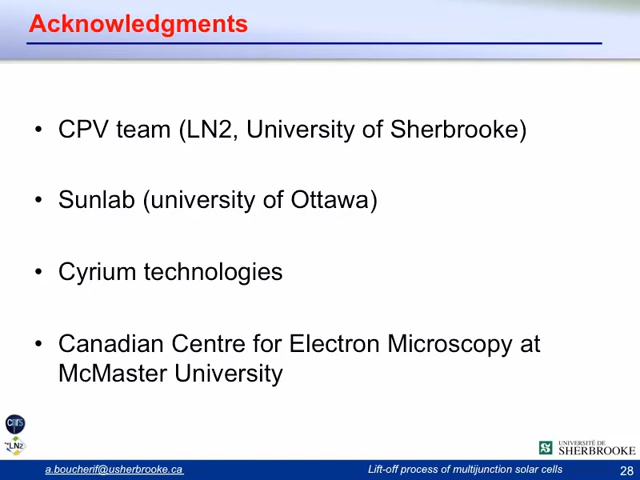 Acknowledgments
• CPV team (LN2, University of Sherbrooke)
• Sunlab (university of Ottawa)
• Cyrium technologies
• Canadian Centre for Electron Microscopy at
McMaster University
LN2
UNIVERSITÉ DE
SHERBROOKE
a.boucherif@usherbrooke.ca
Lift-off process of multijunction solar cells
28